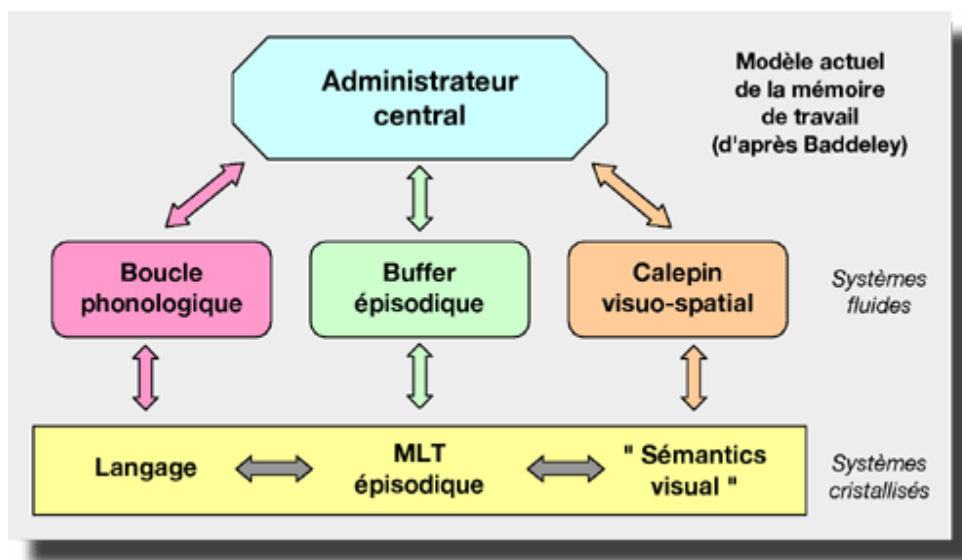 Administrateur
central
Modèle actuel
de la mémoire
de travail
(d'après Baddeley)
Boucle
phonologique
Buffer
épisodique
Calepin
visuo-spatial
Systèmes
fluides
Langage
MLT
épisodique
" Sémantics
visual "
Systèmes
cristallisés